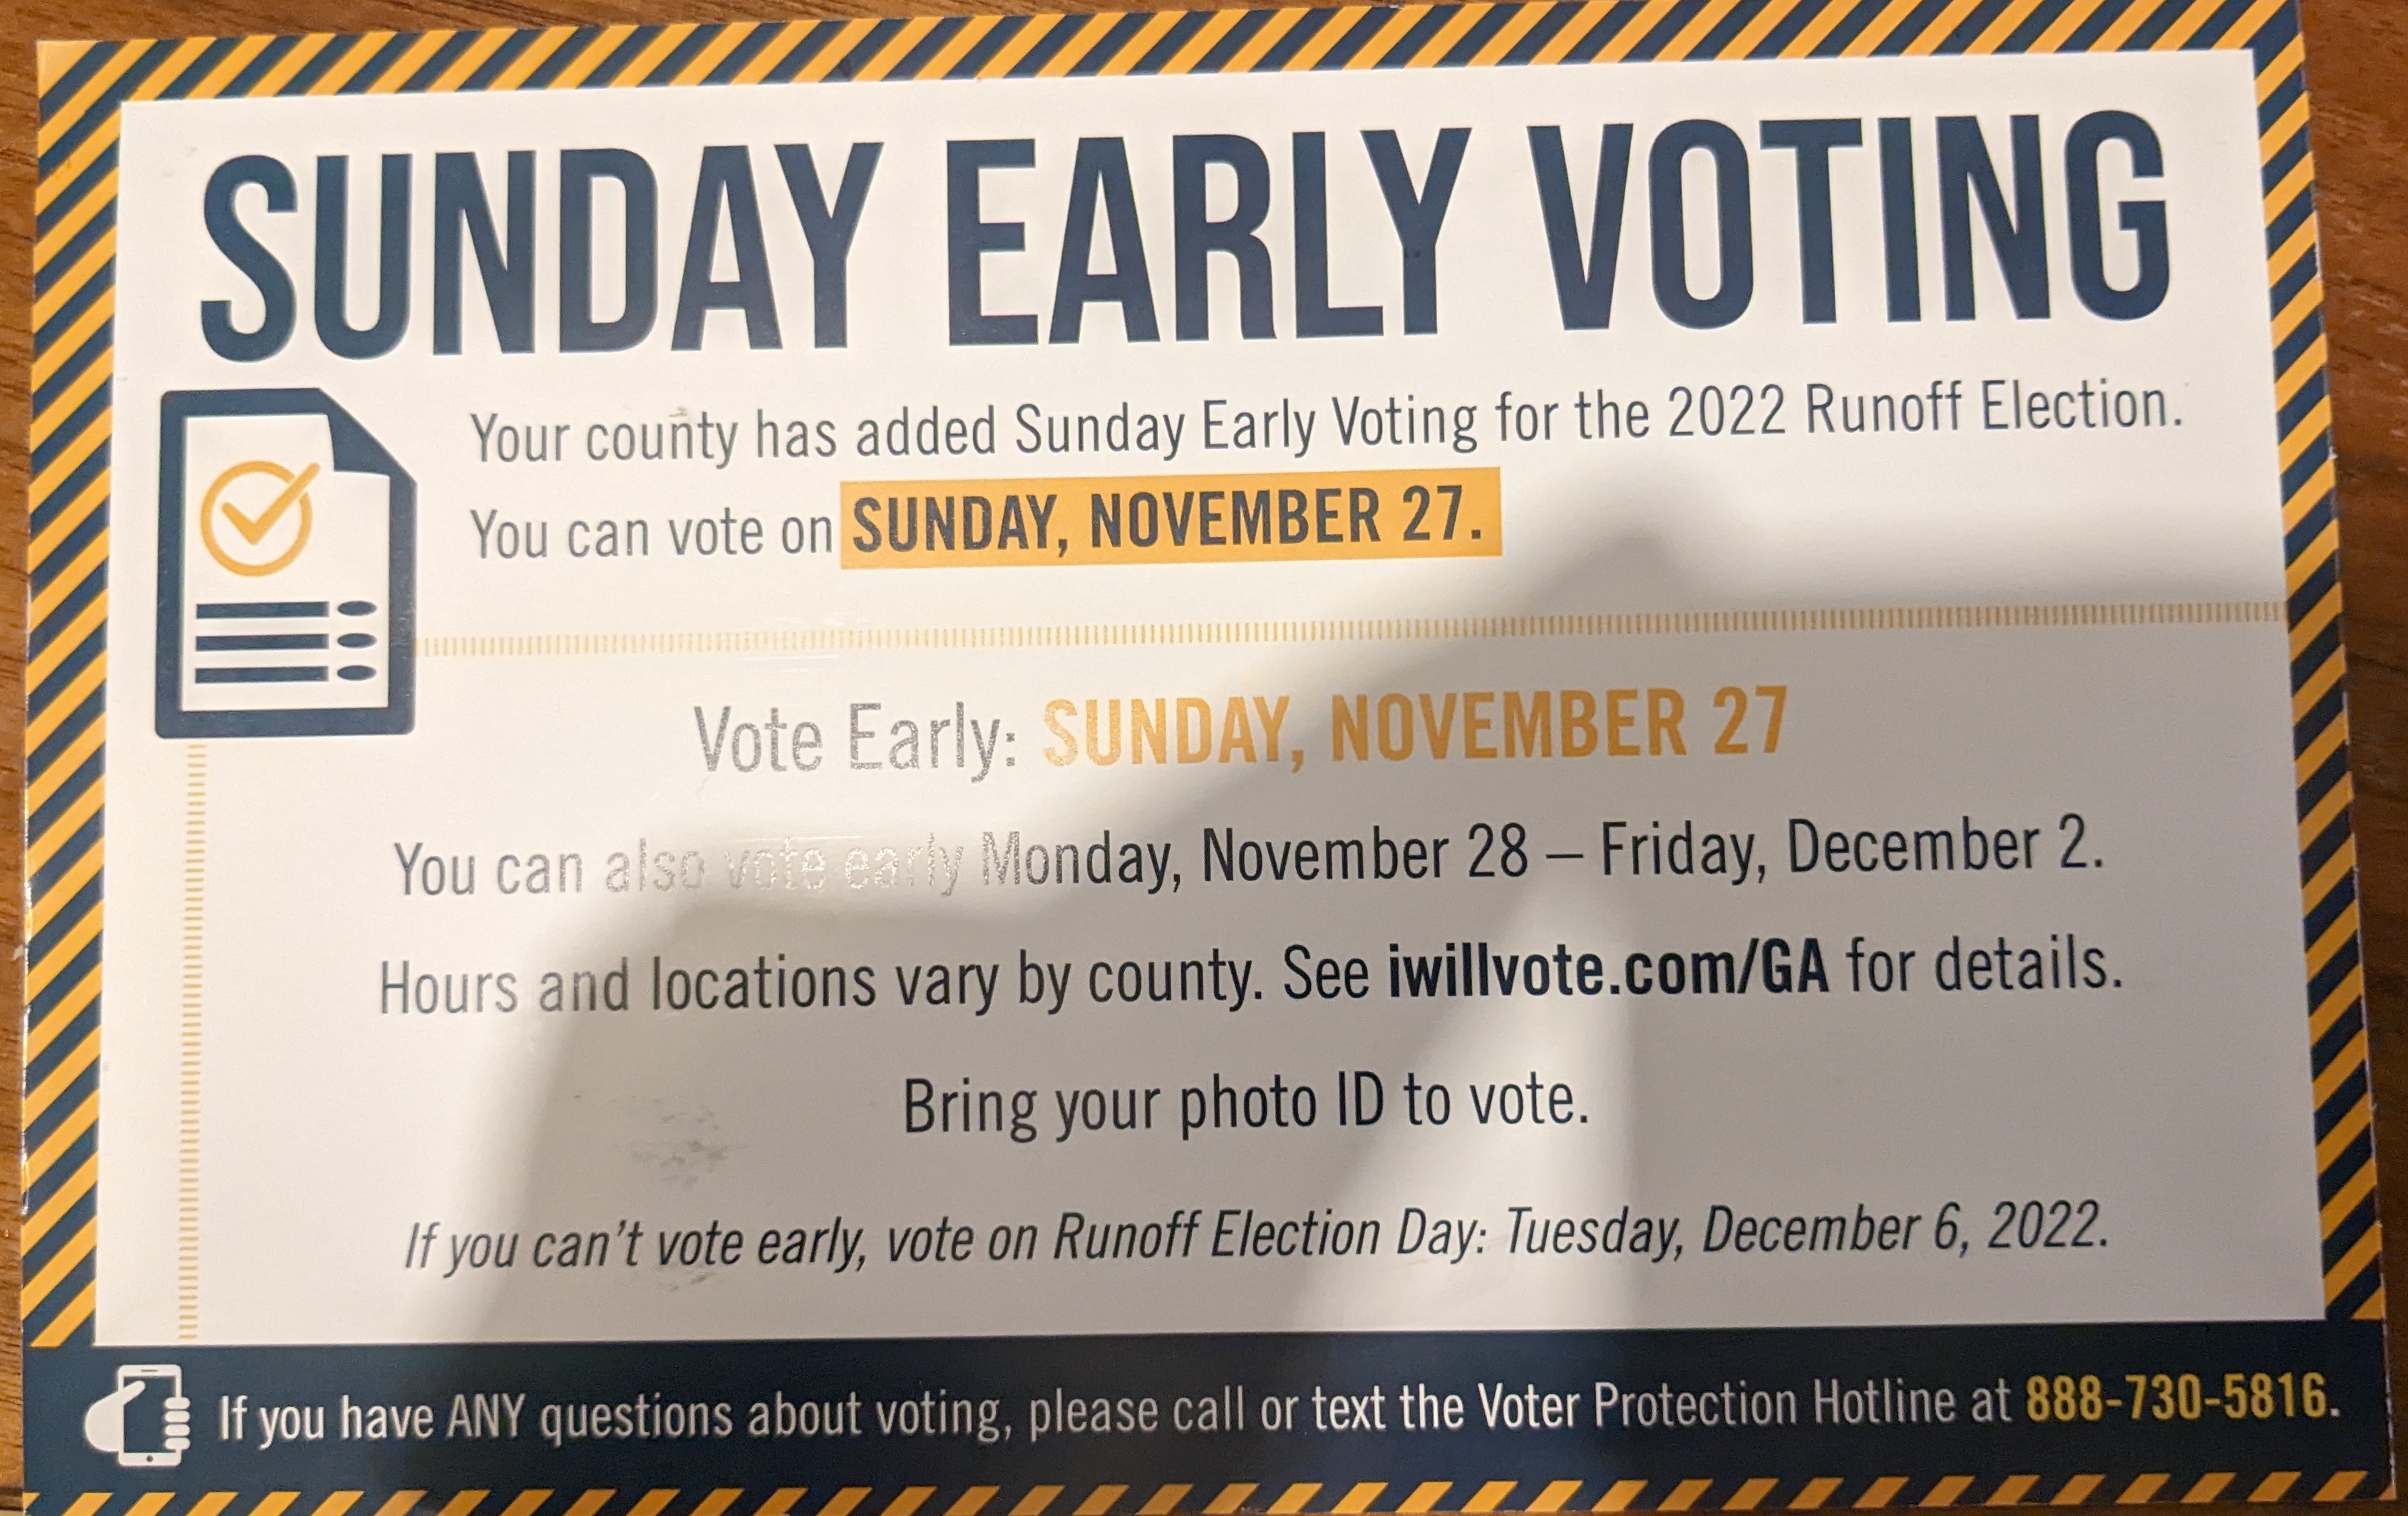 SUNDAY EARLY VOTING
Your county has added Sunday Early Voting for the 2022 Runoff Election.
You can vote on SUNDAY, NOVEMBER 27.
Vote Early: SUNDAY, NOVEMBER 27
You can also vote early Monday, November 28 – Friday, December 2.
Hours and locations vary by county. See iwillvote.com/GA for details.
Bring your photo ID to vote.
If you can't vote early, vote on Runoff Election Day: Tuesday, December 6, 2022.
If you have ANY questions about voting, please call or text the Voter Protection Hotline at 888-730-5816.